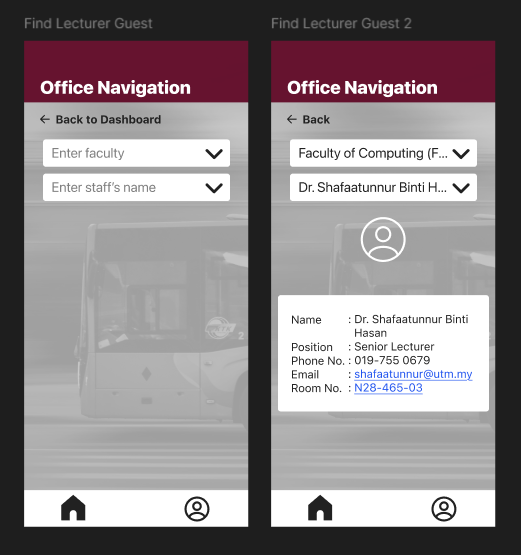 Find Lecturer Guest
Office Navigation
Back to Dashboard
Enter faculty
Enter staff's name
Find Lecturer Guest 2
Office Navigation
Back
Faculty of Computing (F...
Dr. Shafaatunnur Binti H...
Name : Dr. Shafaatunnur Binti
Hasan
Position : Senior Lecturer
Phone No. : 019-755 0679
Email : shafaatunnur@utm.my
Room No. : N28-465-03